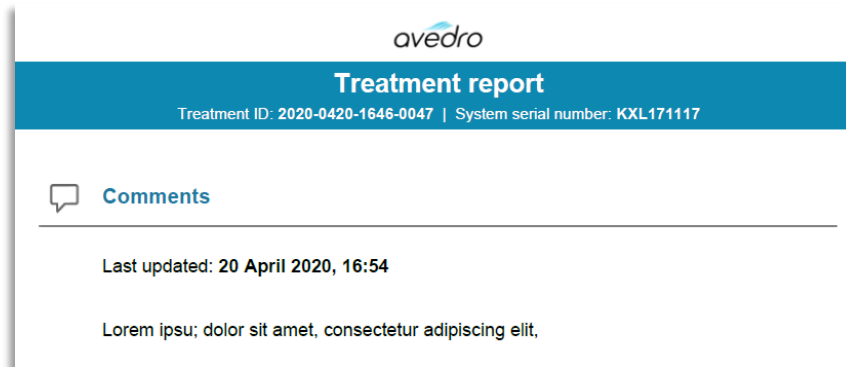 avedro
Treatment report
Treatment ID: 2020-0420-1646-0047 | System serial number: KXL171117
Comments
Last updated: 20 April 2020, 16:54
Lorem ipsu; dolor sit amet, consectetur adipiscing elit,